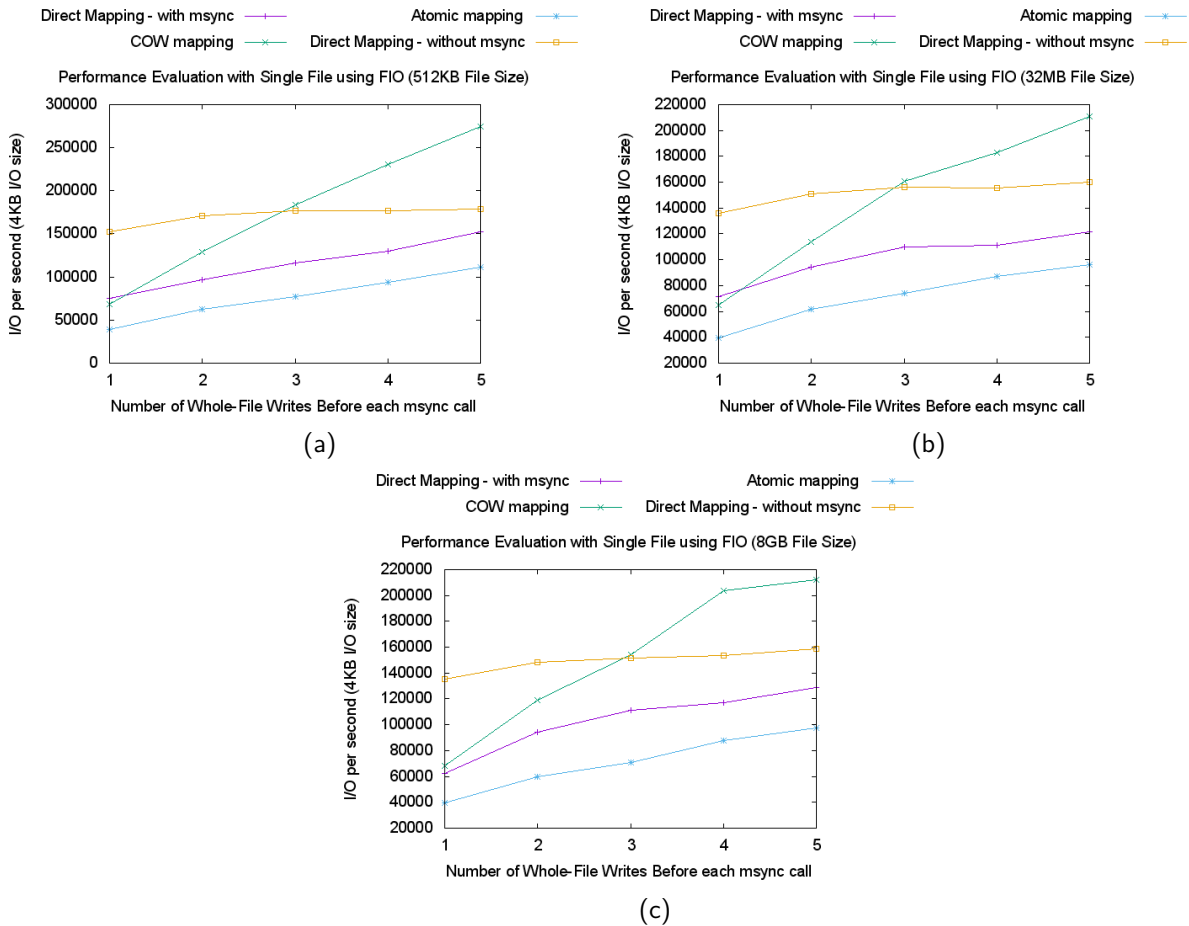 Direct Mapping - with msync
Atomic mapping
COW mapping
Direct Mapping - without msync
Performance Evaluation with Single File using FIO (512KB File Size)
I/O per second (4KB I/O size)
300000
250000
200000
150000
100000
50000
0
1 2 3 4 5
Number of Whole-File Writes Before each msync call
(a)
Direct Mapping - with msync
Atomic mapping
COW mapping
Direct Mapping - without msync
Performance Evaluation with Single File using FIO (32MB File Size)
I/O per second (4KB I/O size)
220000
200000
180000
160000
140000
120000
100000
80000
60000
40000
20000
1 2 3 4 5
Number of Whole-File Writes Before each msync call
(b)
Direct Mapping - with msync
Atomic mapping
COW mapping
Direct Mapping - without msync
Performance Evaluation with Single File using FIO (8GB File Size)
I/O per second (4KB I/O size)
220000
200000
180000
160000
140000
120000
100000
80000
60000
40000
20000
1 2 3 4 5
Number of Whole-File Writes Before each msync call
(c)